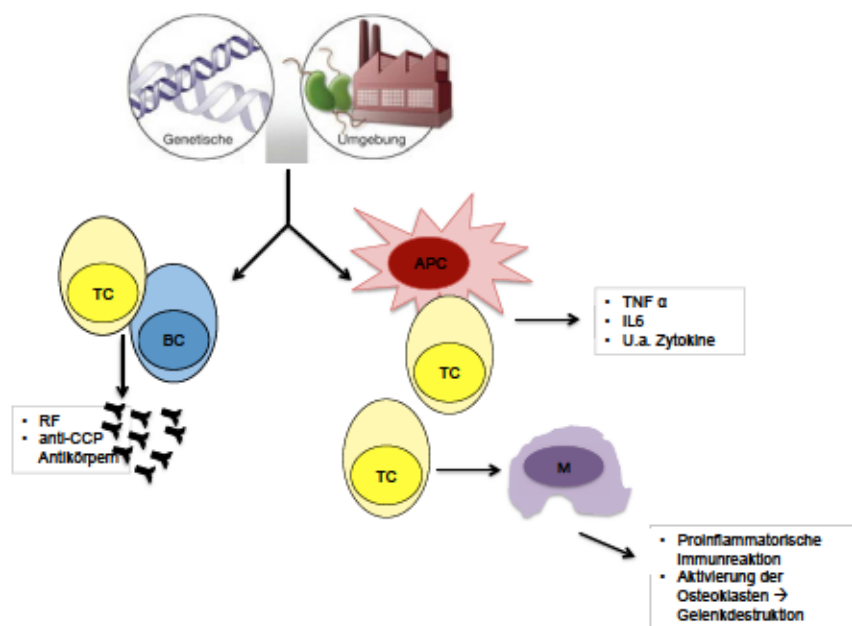 Genetische
Umgebung
TC
BC
APC
TC
• TNF α
• IL6
• U.a. Zytokine
• RF
• anti-CCP
Antikörpern
TC
M
• Proinflammatorische
Immunreaktion
• Aktivierung der
Osteoklasten →
Gelenkdestruktion